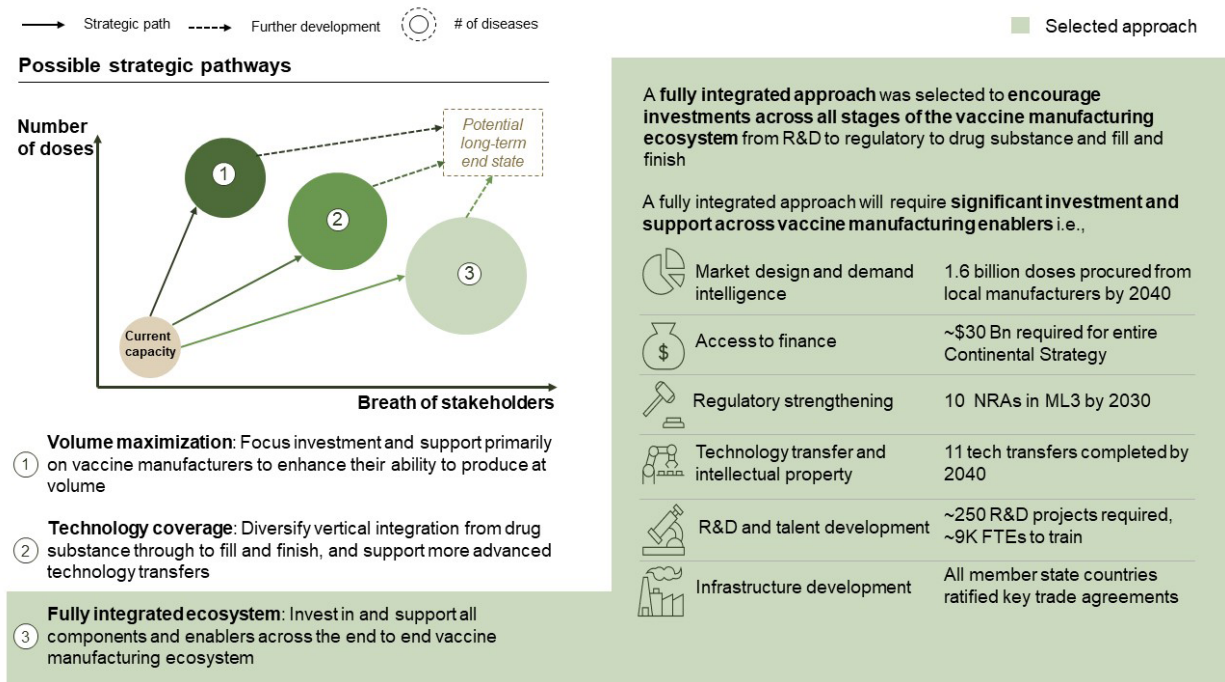 Strategic path
Further development
# of diseases
Selected approach
Possible strategic pathways
Number
of doses
1
2
3
Potential
long-term
end state
Current
capacity
Breath of stakeholders
1
Volume maximization: Focus investment and support primarily
on vaccine manufacturers to enhance their ability to produce at
volume
2
Technology coverage: Diversify vertical integration from drug
substance through to fill and finish, and support more advanced
technology transfers
3
Fully integrated ecosystem: Invest in and support all
components and enablers across the end to end vaccine
manufacturing ecosystem
A fully integrated approach was selected to encourage
investments across all stages of the vaccine manufacturing
ecosystem from R&D to regulatory to drug substance and fill and
finish
A fully integrated approach will require significant investment and
support across vaccine manufacturing enablers i.e.,
Market design and demand
intelligence
1.6 billion doses procured from
local manufacturers by 2040
$
Access to finance
~$30 Bn required for entire
Continental Strategy
Regulatory strengthening
10 NRAs in ML3 by 2030
Technology transfer and
intellectual property
11 tech transfers completed by
2040
R&D and talent development
~250 R&D projects required,
~9K FTEs to train
Infrastructure development
All member state countries
ratified key trade agreements